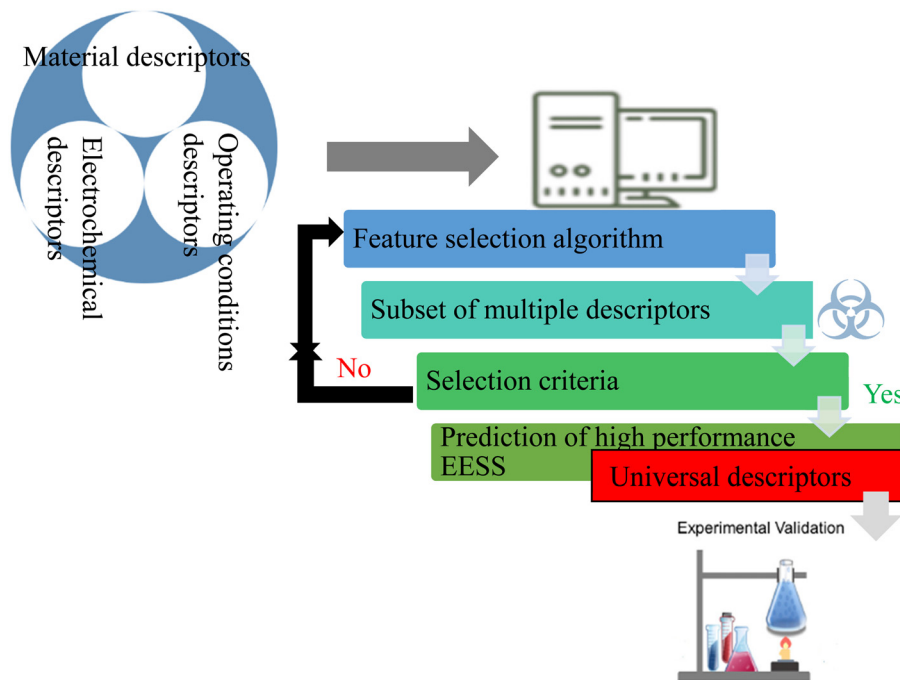 Material descriptors
Electrochemical
descriptors
Operating conditions
descriptors
Feature selection algorithm
Subset of multiple descriptors
No
Selection criteria
Yes
Prediction of high performance
EESS
Universal descriptors
Experimental Validation